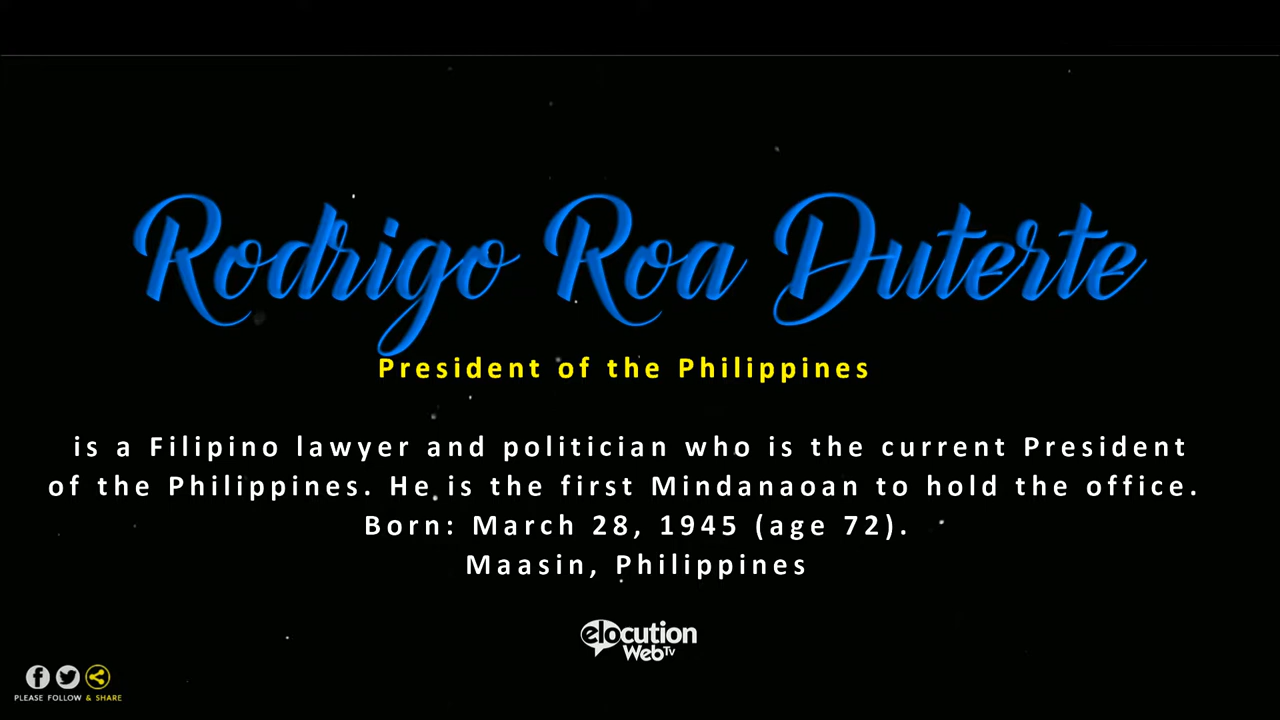 Rodrigo Roa Duterte
President of the Philippines
is a Filipino lawyer and politician who is the current President
of the Philippines. He is the first Mindanaoan to hold the office.
Born: March 28, 1945 (age 72).
Maasin, Philippines
elocution
WebTv
PLEASE FOLLOW & SHARE